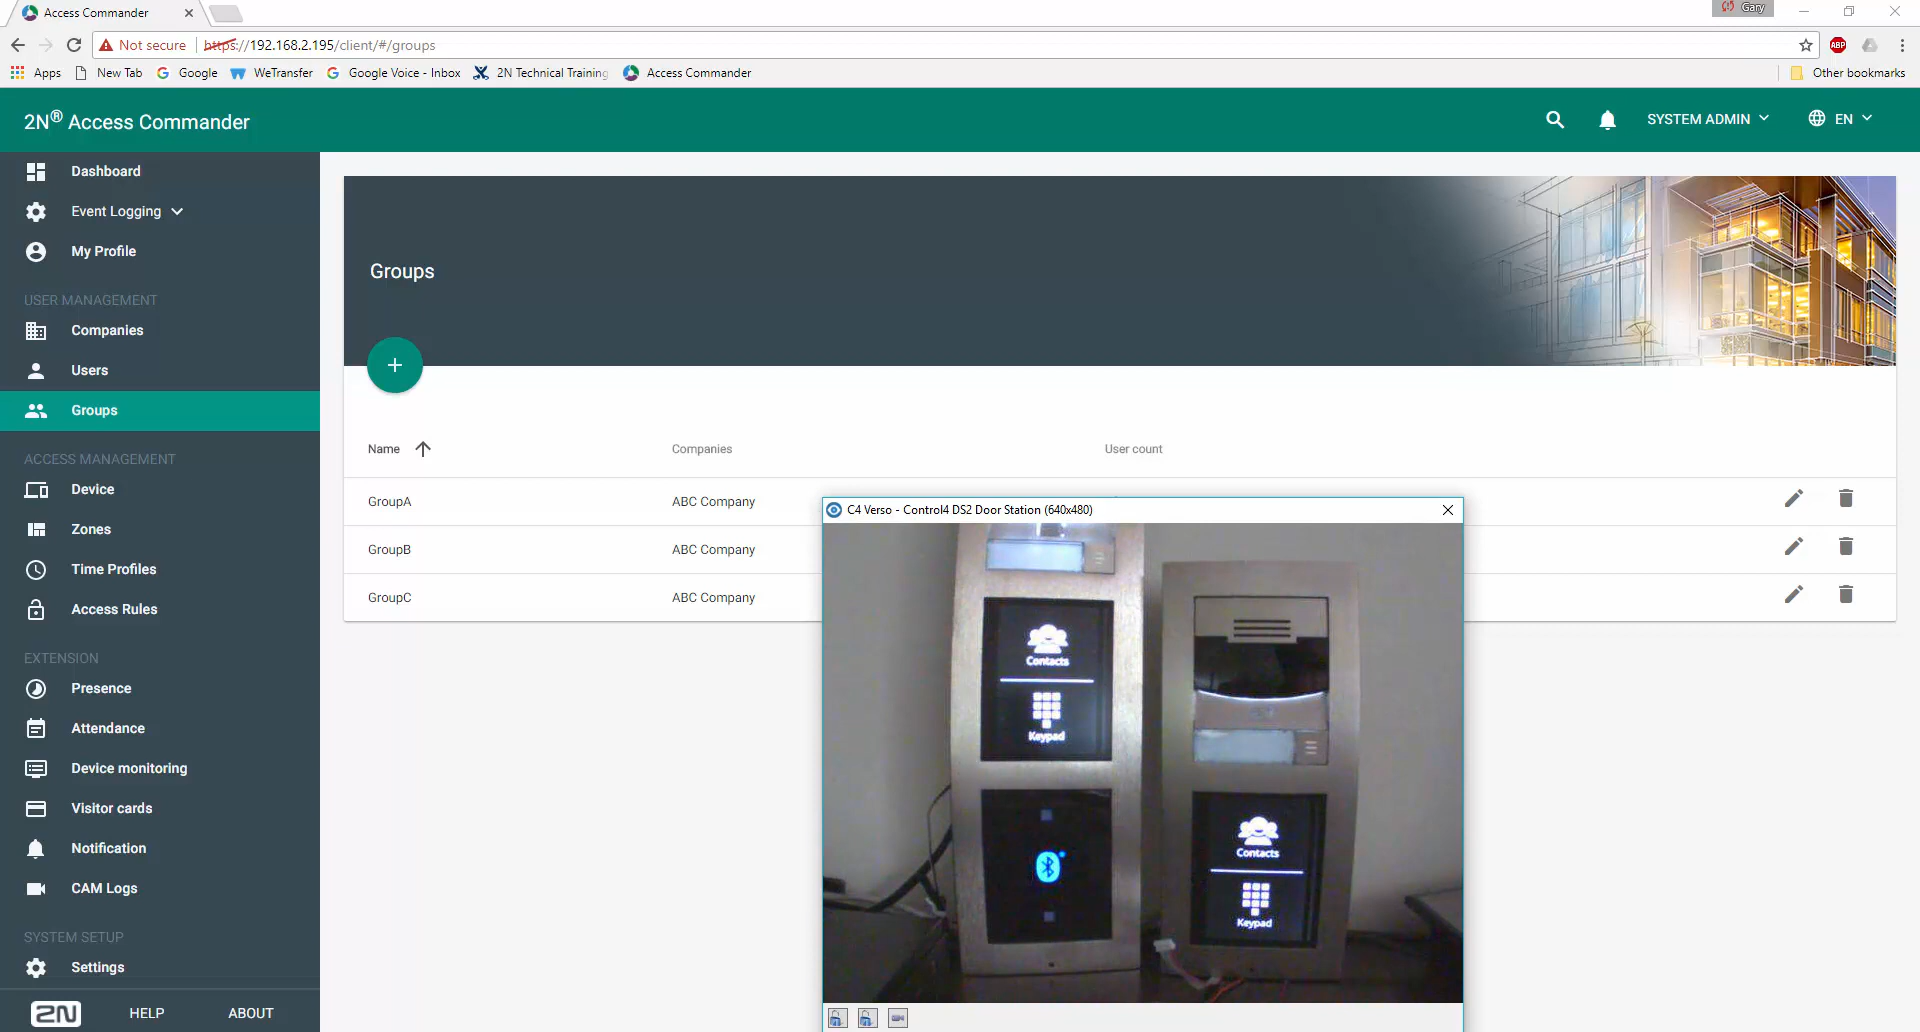 Access Commander
Gary
Not secure
https://192.168.2.195/client/#/groups
ABP
Apps
New Tab
Google
WeTransfer
Google Voice - Inbox
2N Technical Training
Access Commander
Other bookmarks
2N® Access Commander
SYSTEM ADMIN
EN
Dashboard
Event Logging
My Profile
USER MANAGEMENT
Companies
Users
Groups
ACCESS MANAGEMENT
Device
Zones
Time Profiles
Access Rules
EXTENSION
Presence
Attendance
Device monitoring
Visitor cards
Notification
CAM Logs
SYSTEM SETUP
Settings
2N
HELP
ABOUT
Groups
Name
Companies
User count
GroupA
ABC Company
GroupB
ABC Company
GroupC
ABC Company
C4 Verso - Control4 DS2 Door Station (640x480)
Contacts
Keypad
Contacts
Keypad